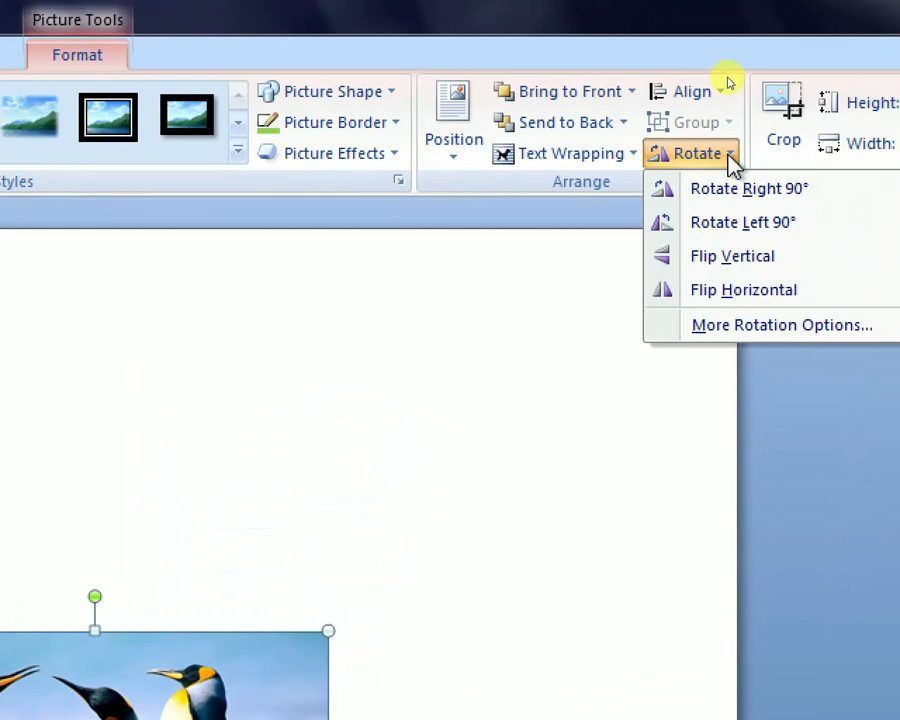 Picture Tools
Format
Picture Shape
Picture Border
Picture Effects
Styles
Position
Bring to Front
Send to Back
Text Wrapping
Align
Group
Rotate
Arrange
Crop
Height:
Width:
Rotate Right 90°
Rotate Left 90°
Flip Vertical
Flip Horizontal
More Rotation Options...